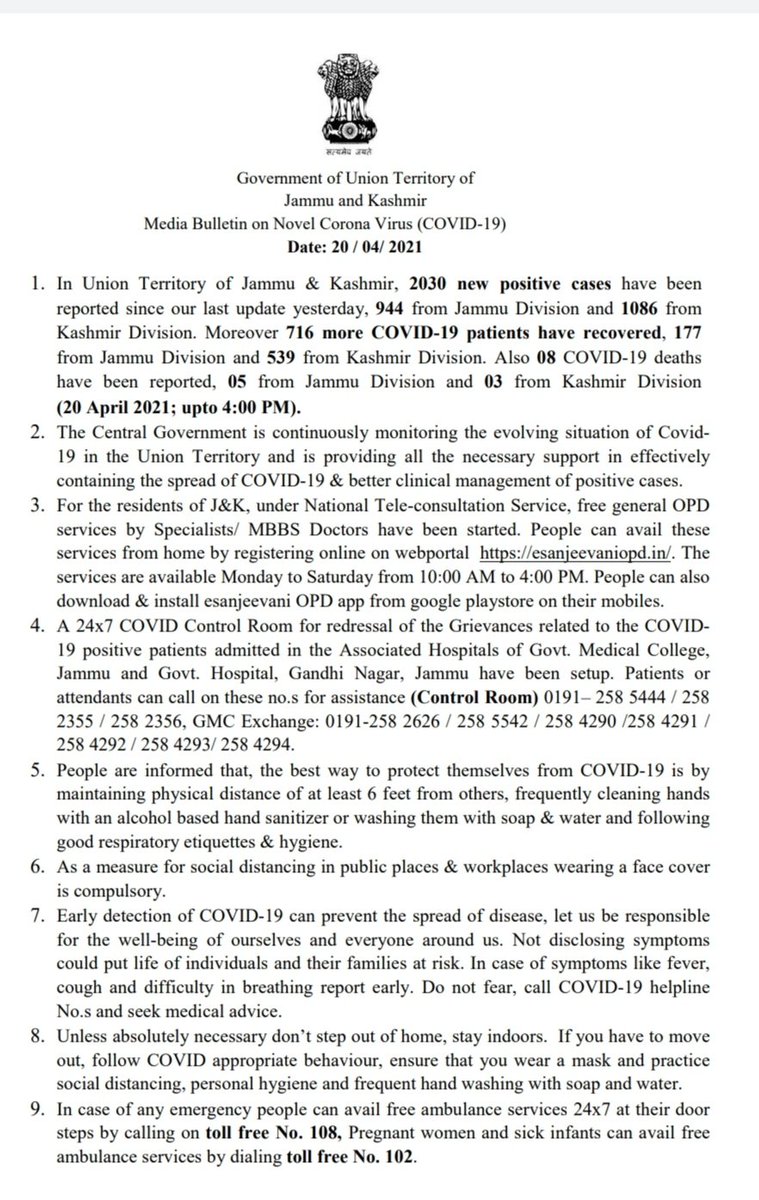 सत्यमेव जयते
Government of Union Territory of
Jammu and Kashmir
Media Bulletin on Novel Corona Virus (COVID-19)
Date: 20 / 04/ 2021
1. In Union Territory of Jammu & Kashmir, 2030 new positive cases have been
reported since our last update yesterday, 944 from Jammu Division and 1086 from
Kashmir Division. Moreover 716 more COVID-19 patients have recovered, 177
from Jammu Division and 539 from Kashmir Division. Also 08 COVID-19 deaths
have been reported, 05 from Jammu Division and 03 from Kashmir Division
(20 April 2021; upto 4:00 PM).
2. The Central Government is continuously monitoring the evolving situation of Covid-
19 in the Union Territory and is providing all the necessary support in effectively
containing the spread of COVID-19 & better clinical management of positive cases.
3. For the residents of J&K, under National Tele-consultation Service, free general OPD
services by Specialists/ MBBS Doctors have been started. People can avail these
services from home by registering online on webportal https://esanjeevaniopd.in/. The
services are available Monday to Saturday from 10:00 AM to 4:00 PM. People can also
download & install esanjeevani OPD app from google playstore on their mobiles.
4. A 24x7 COVID Control Room for redressal of the Grievances related to the COVID-
19 positive patients admitted in the Associated Hospitals of Govt. Medical College,
Jammu and Govt. Hospital, Gandhi Nagar, Jammu have been setup. Patients or
attendants can call on these no.s for assistance (Control Room) 0191– 258 5444 / 258
2355 / 258 2356, GMC Exchange: 0191-258 2626 / 258 5542 / 258 4290 /258 4291 /
258 4292 / 258 4293/ 258 4294.
5. People are informed that, the best way to protect themselves from COVID-19 is by
maintaining physical distance of at least 6 feet from others, frequently cleaning hands
with an alcohol based hand sanitizer or washing them with soap & water and following
good respiratory etiquettes & hygiene.
6. As a measure for social distancing in public places & workplaces wearing a face cover
is compulsory.
7. Early detection of COVID-19 can prevent the spread of disease, let us be responsible
for the well-being of ourselves and everyone around us. Not disclosing symptoms
could put life of individuals and their families at risk. In case of symptoms like fever,
cough and difficulty in breathing report early. Do not fear, call COVID-19 helpline
No.s and seek medical advice.
8. Unless absolutely necessary don’t step out of home, stay indoors. If you have to move
out, follow COVID appropriate behaviour, ensure that you wear a mask and practice
social distancing, personal hygiene and frequent hand washing with soap and water.
9. In case of any emergency people can avail free ambulance services 24x7 at their door
steps by calling on toll free No. 108, Pregnant women and sick infants can avail free
ambulance services by dialing toll free No. 102.